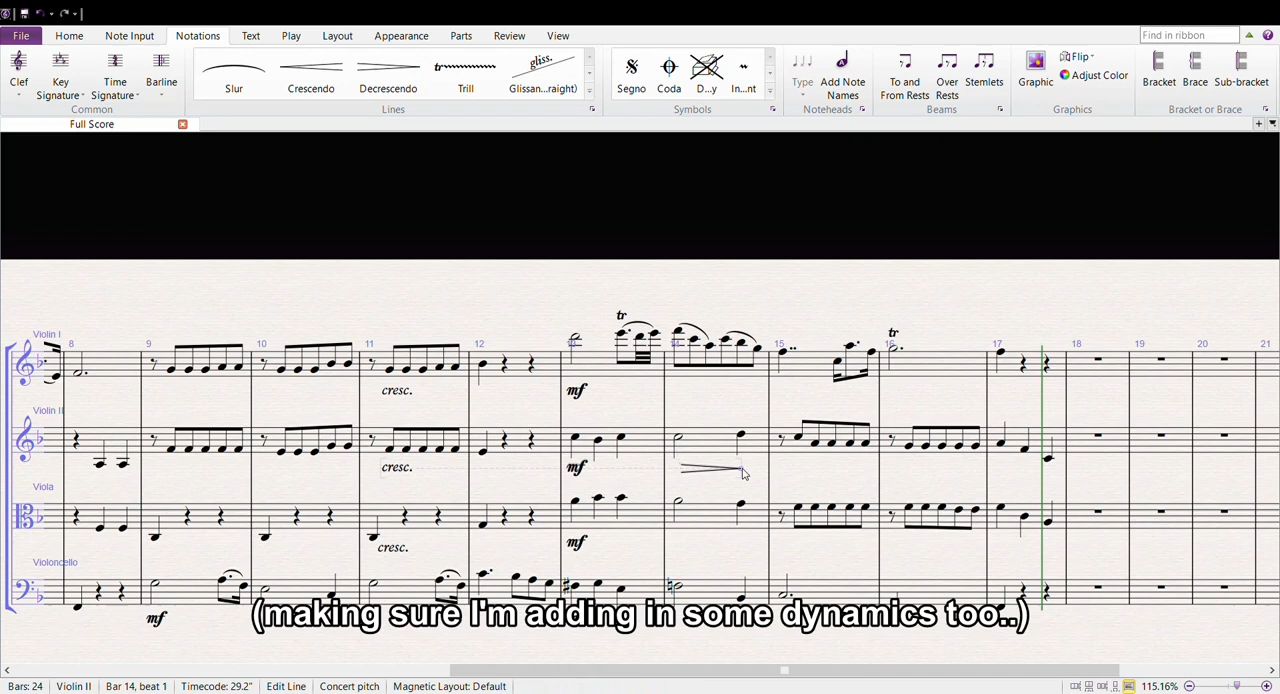 File Home Note Input Notations Text Play Layout Appearance Parts Review View Find in ribbon
Clef Key Signature Time Signature Barline Slur Crescendo Decrescendo Trill gliss. Glissan...raight) Segno Coda D...y In...nt Type Add Note Names To and From Rests Over Rests Stemlets Graphic Flip Adjust Color Bracket Brace Sub-bracket
Common Lines Symbols Noteheads Beams Graphics Bracket or Brace
Full Score
tr
Violin I tr
8 9 10 11 12 13 14 15 16 17 18 19 20 21
cresc. mf
Violin II
cresc. mf
Viola
mf
cresc.
Violoncello
mf (making sure I'm adding in some dynamics too..)
Bars: 24 Violin II Bar 14, beat 1 Timecode: 29.2" Edit Line Concert pitch Magnetic Layout: Default 115.16%